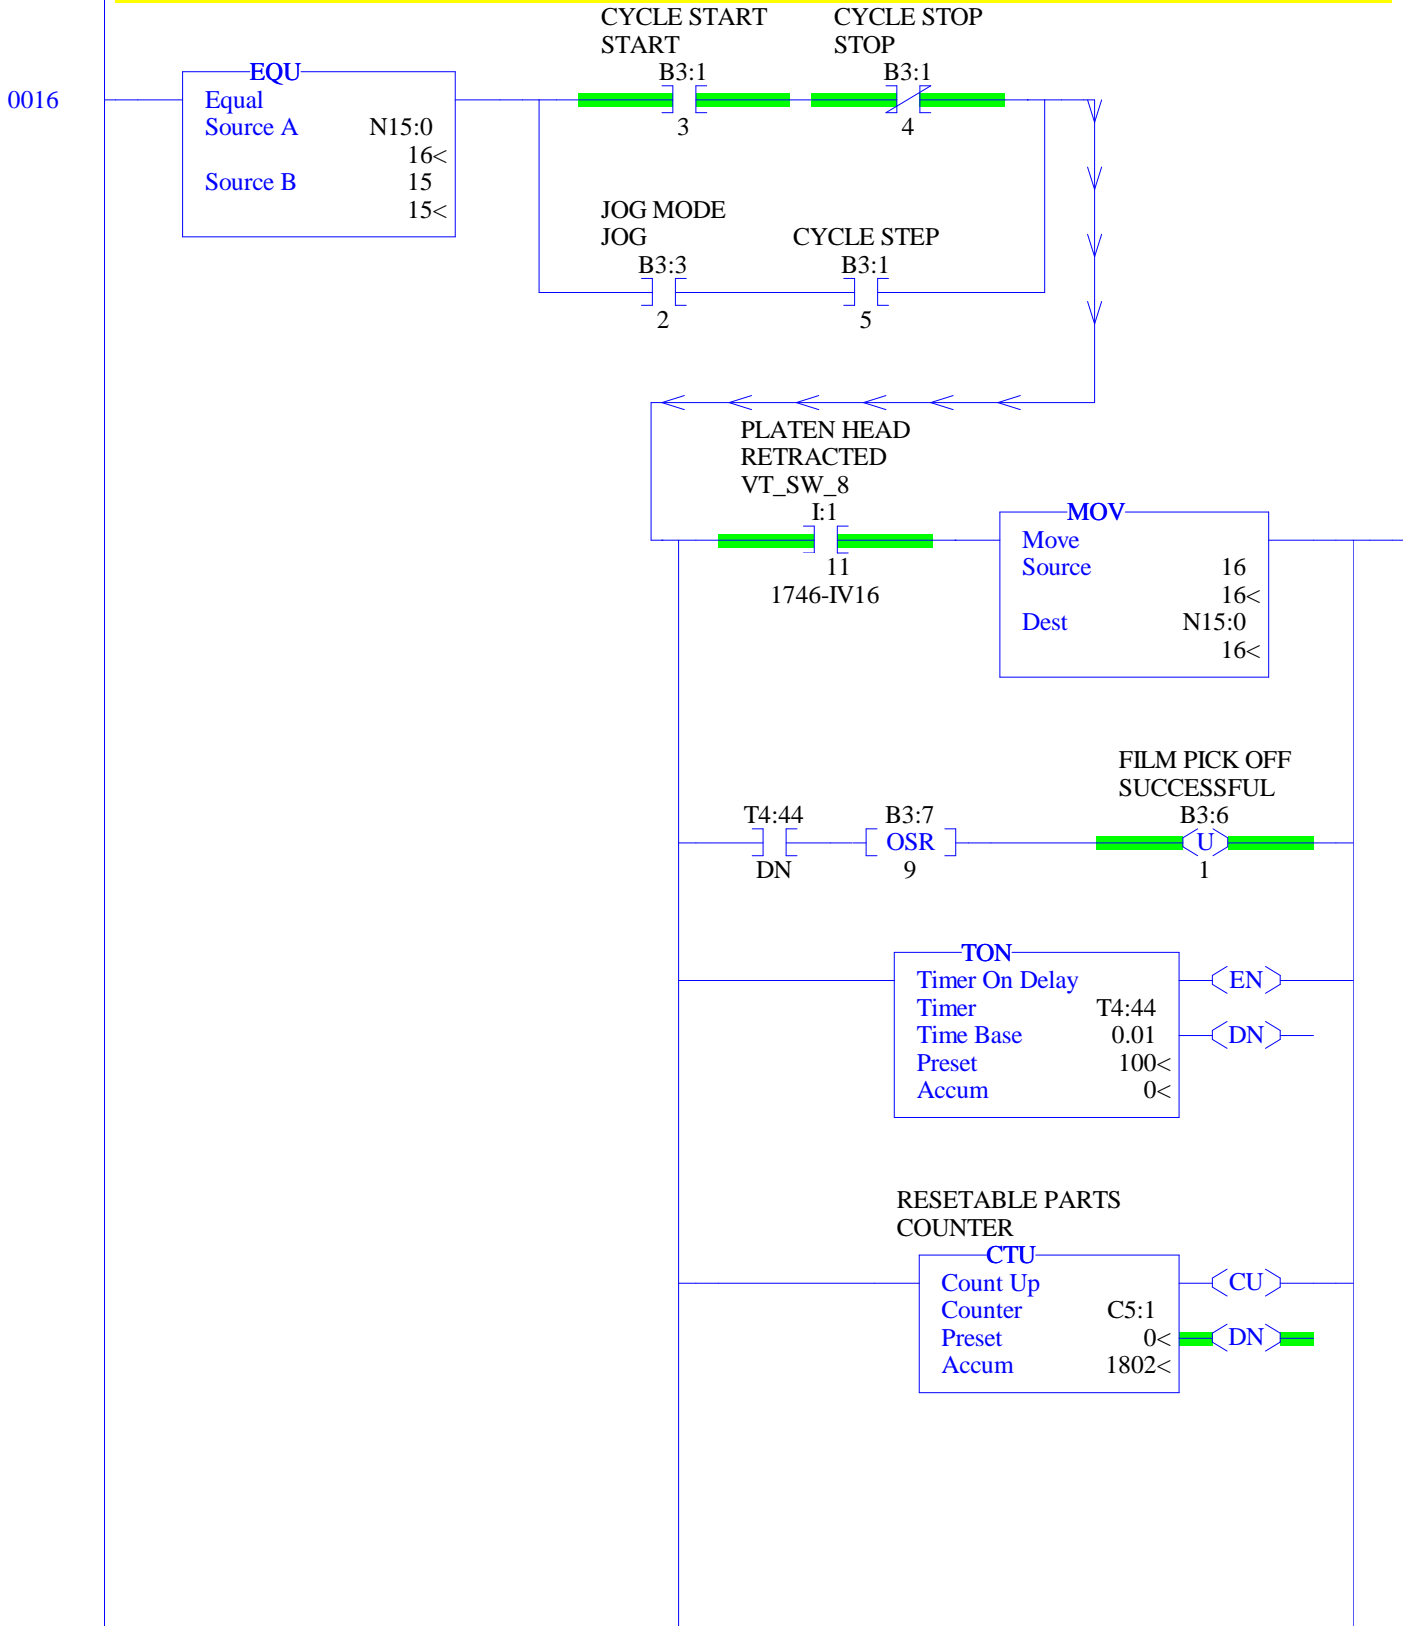 CYCLE START CYCLE STOP
START STOP
EQU B3:1 B3:1
0016 Equal
Source A N15:0 3 4
16<
Source B 15
15<
JOG MODE
JOG CYCLE STEP
B3:3 B3:1
2 5
PLATEN HEAD
RETRACTED
VT_SW_8
I:1 MOV
Move
11 Source 16
1746-IV16 16<
Dest N15:0
16<
FILM PICK OFF
SUCCESSFUL
T4:44 B3:7 B3:6
OSR U
DN 9 1
TON
Timer On Delay EN
Timer T4:44
Time Base 0.01 DN
Preset 100<
Accum 0<
RESETABLE PARTS
COUNTER
CTU
Count Up CU
Counter C5:1
Preset 0< DN
Accum 1802<